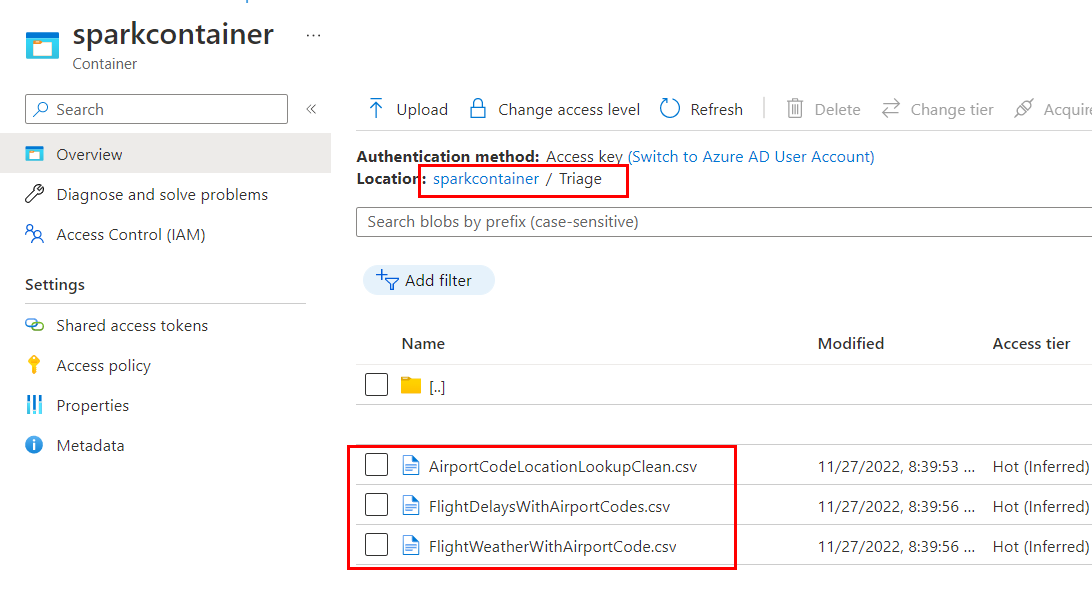 sparkcontainer ...
Container
Search «
Overview
Diagnose and solve problems
Access Control (IAM)
Settings
Shared access tokens
Access policy
Properties
Metadata
Upload Change access level Refresh Delete Change tier Acquire
Authentication method: Access key (Switch to Azure AD User Account)
Location: sparkcontainer / Triage
Search blobs by prefix (case-sensitive)
Add filter
Name Modified Access tier
[..]
AirportCodeLocationLookupClean.csv 11/27/2022, 8:39:53 ... Hot (Inferred)
FlightDelaysWithAirportCodes.csv 11/27/2022, 8:39:56 ... Hot (Inferred)
FlightWeatherWithAirportCode.csv 11/27/2022, 8:39:56 ... Hot (Inferred)